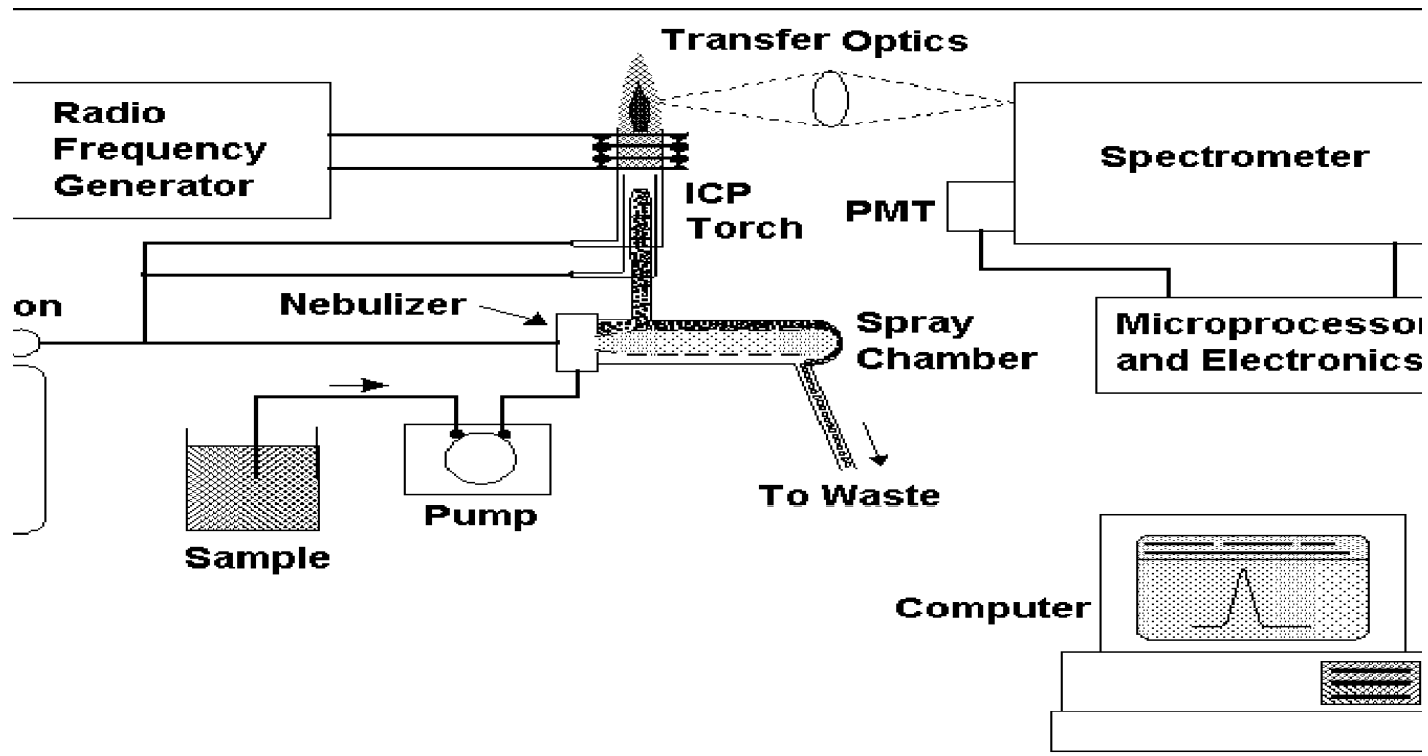 Transfer Optics
Radio
Frequency
Generator
Spectrometer
ICP
Torch
PMT
on
Nebulizer
Spray
Chamber
Microprocessor
and Electronics
To Waste
Pump
Sample
Computer